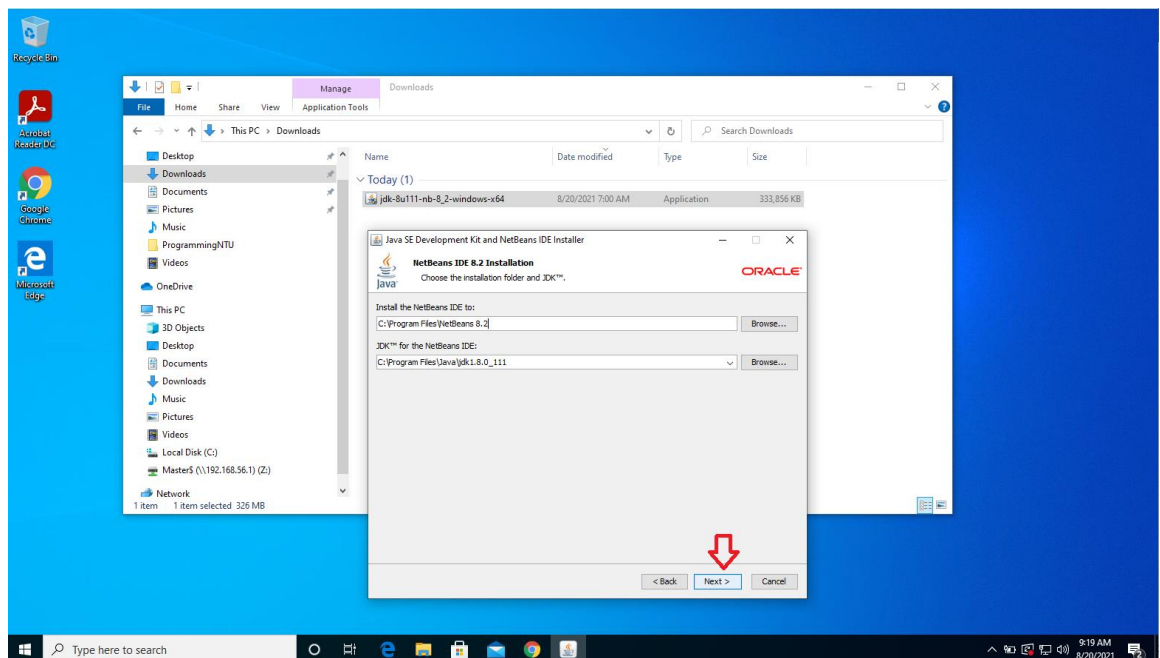 Recycle Bin
Acrobat
Reader DC
Google
Chrome
Microsoft
Edge
Manage
Downloads
File
Home
Share
View
Application Tools
This PC > Downloads
Search Downloads
Desktop
Downloads
Documents
Pictures
Music
ProgrammingNTU
Videos
OneDrive
This PC
3D Objects
Desktop
Documents
Downloads
Music
Pictures
Videos
Local Disk (C:)
Master$ (\\192.168.56.1) (Z:)
Network
1 item 1 item selected 326 MB
Name Date modified Type Size
Today (1)
jdk-8u111-nb-8_2-windows-x64 8/20/2021 7:00 AM Application 333,856 KB
Java SE Development Kit and NetBeans IDE Installer
Java
NetBeans IDE 8.2 Installation
Choose the installation folder and JDK™.
ORACLE
Install the NetBeans IDE to:
C:\Program Files\NetBeans 8.2
Browse...
JDK™ for the NetBeans IDE:
C:\Program Files\Java\jdk1.8.0_111
Browse...
< Back
Next >
Cancel
Type here to search
9:19 AM
8/20/2021
2